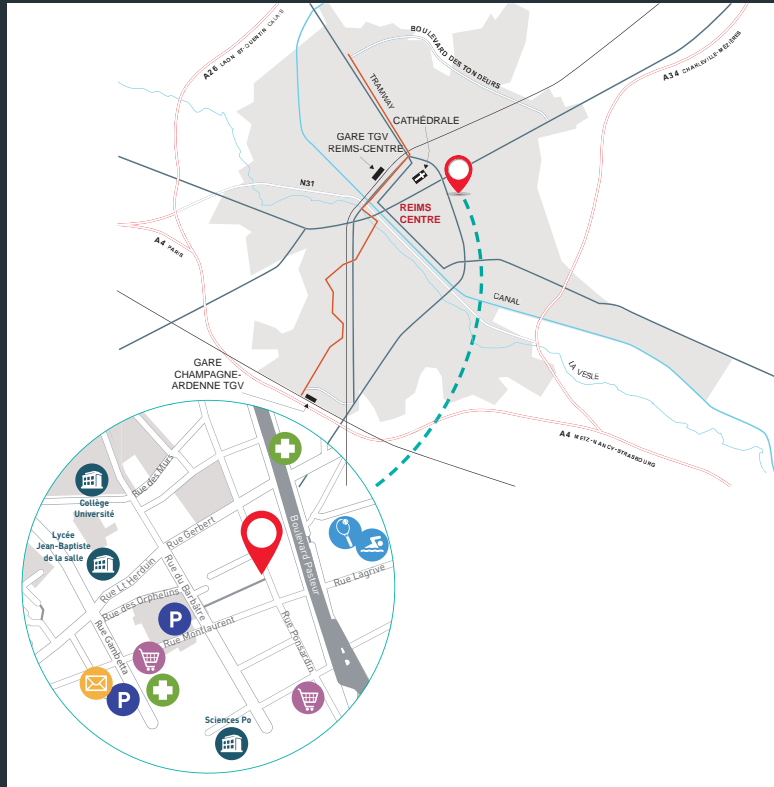 A26 LAON ST-QUENTIN CALAIS
BOULEVARD DES TONDEURS
A34 CHARLEVILLE-MÉZIÈRES
TRAMWAY
CATHÉDRALE
GARE TGV
REIMS-CENTRE
N31
REIMS
CENTRE
A4 PARIS
CANAL
LA VESLE
GARE
CHAMPAGNE-
ARDENNE TGV
A4 METZ-NANCY-STRASBOURG
Rue des Murs
Collège
Université
Lycée
Jean-Baptiste
de la salle
Rue Gerbert
Boulevard Pasteur
Rue Lt Herduin
Rue du Barbâtre
Rue Lagrive
Rue des Orphelins
P
Rue Montlaurent
Rue Gambetta
Rue Ponsardin
P
Sciences Po